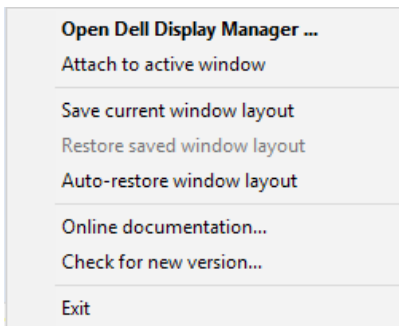 Open Dell Display Manager ...
Attach to active window
Save current window layout
Restore saved window layout
Auto-restore window layout
Online documentation...
Check for new version...
Exit